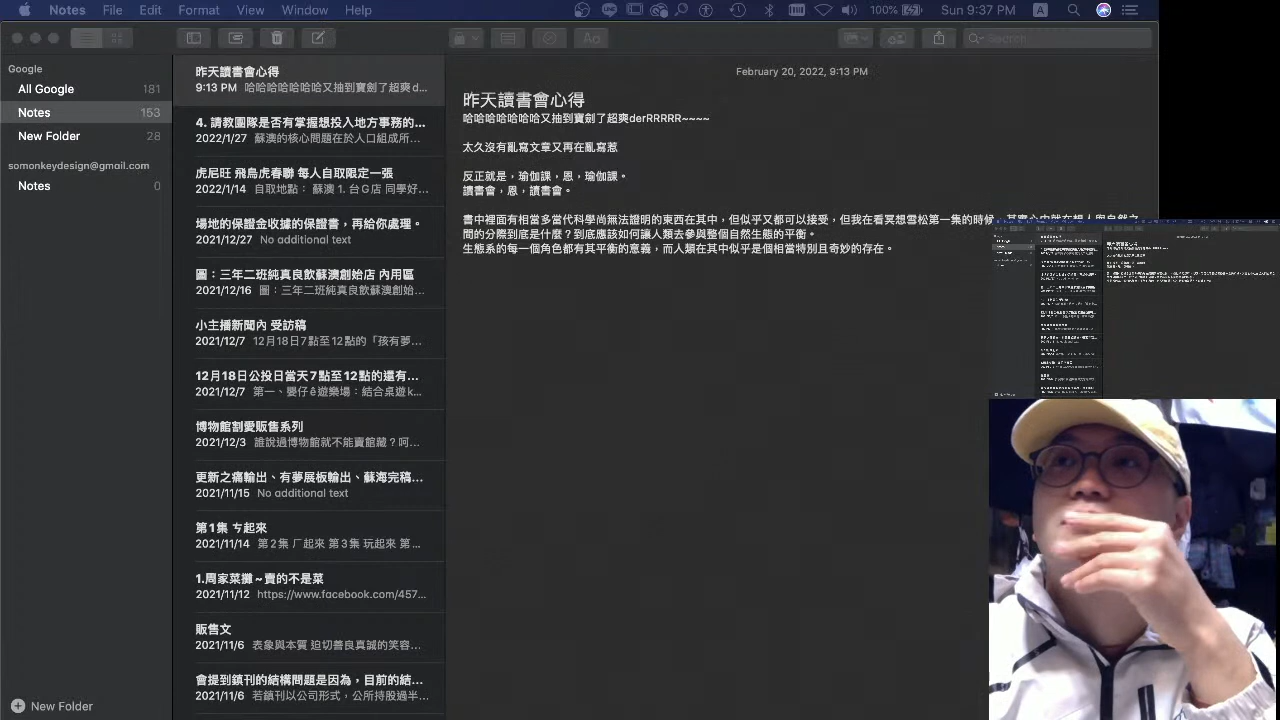 Notes File Edit Format View Window Help
100% Sun 9:37 PM A
Aa
Search
Google
All Google 181
Notes 153
New Folder 28
somonkeydesign@gmail.com
Notes 0
New Folder
昨天讀書會心得
9:13 PM 哈哈哈哈哈哈哈又抽到寶劍了超爽d...
4. 請教團隊是否有掌握想投入地方事務的...
2022/1/27 蘇澳的核心問題在於人口組成所...
虎尼旺 飛鳥虎春聯 每人自取限定一張
2022/1/14 自取地點： 蘇澳 1. 台G店 同學好...
場地的保證金收據的保證書，再給你處理。
2021/12/27 No additional text
圖：三年二班純真百歲蘇澳創始店 市場區
2021/12/16 圖：三年二班純真百歲蘇澳創始...
小主播新聞內 受訪稿
2021/12/7 12月18日7點至12點的「孩有夢...
12月18日公投日當天7點至12點的還有...
2021/12/7 第一、嬰仔e遊樂場：結合桌遊k...
博物館割愛販售系列
2021/12/3 誰說過博物館就不能賣館藏？呵...
更新之痛輸出、有夢展板輸出、蘇海完稿...
2021/11/15 No additional text
第1集 ㄘ起來
2021/11/14 第2集 ㄏ起來 第3集 玩起來 第...
1.周家菜攤～賣的不是菜
2021/11/12 https://www.facebook.com/457...
販售文
2021/11/6 表象與本質 迫切善良真誠的笑容...
會提到鎮刊的結構問題是因為，目前的結...
2021/11/6 若鎮刊以公司形式，公所持股過半...
February 20, 2022, 9:13 PM
昨天讀書會心得
哈哈哈哈哈哈哈又抽到寶劍了超爽derRRRRR~~~~
太久沒有亂寫文章又再在亂寫惹
反正就是，瑜伽課，恩，瑜伽課。
讀書會，恩，讀書會。
書中裡面有相當多當代科學尚無法證明的東西在其中，但似乎又都可以接受，但我在看冥想雪松第一集的時候，其實心中就在想人與自然之
間的分際到底是什麼？到底應該如何讓人類去參與整個自然生態的平衡。
生態系的每一個角色都有其平衡的意義，而人類在其中似乎是個相當特別且奇妙的存在。